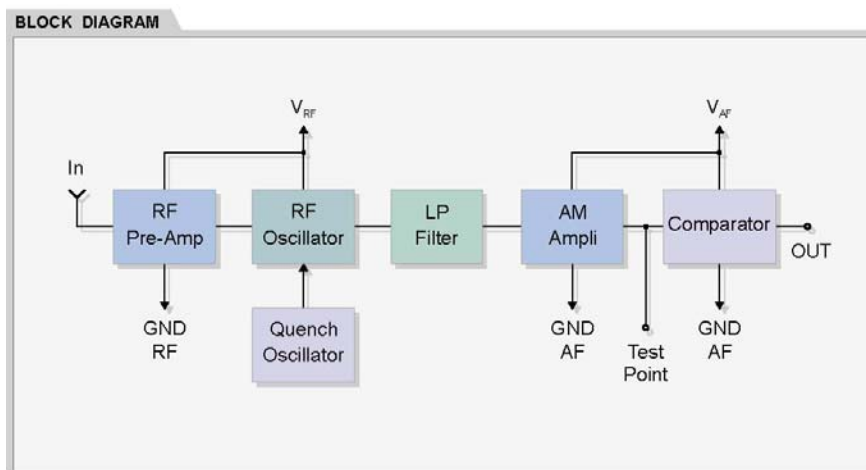 BLOCK DIAGRAM
V_RF
V_AF
In
RF
Pre-Amp
RF
Oscillator
LP
Filter
AM
Ampli
Comparator
OUT
GND
RF
Quench
Oscillator
GND
AF
Test
Point
GND
AF